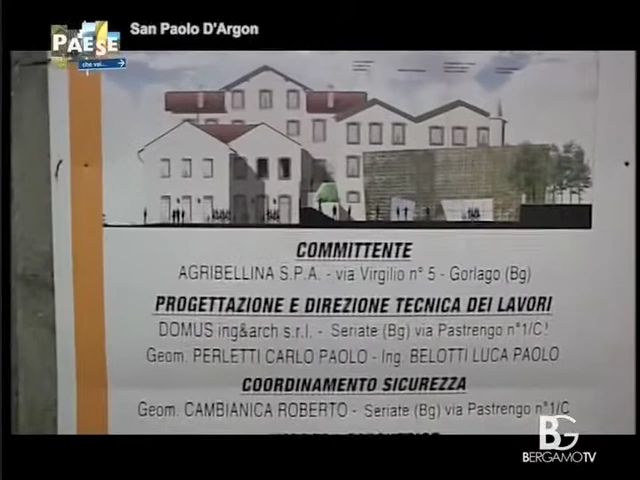 San Paolo D'Argon
PAESE
che vai...
COMMITTENTE
AGRIBELLINA S.P.A. - via Virgilio n° 5 - Gorlago (Bg)
PROGETTAZIONE E DIREZIONE TECNICA DEI LAVORI
DOMUS ing&arch s.r.l. - Seriate (Bg) via Pastrengo n°1/C
Geom. PERLETTI CARLO PAOLO - Ing. BELOTTI LUCA PAOLO
COORDINAMENTO SICUREZZA
Geom. CAMBIANICA ROBERTO - Seriate (Bg) via Pastrengo n°1/C
BG
BERGAMOTV